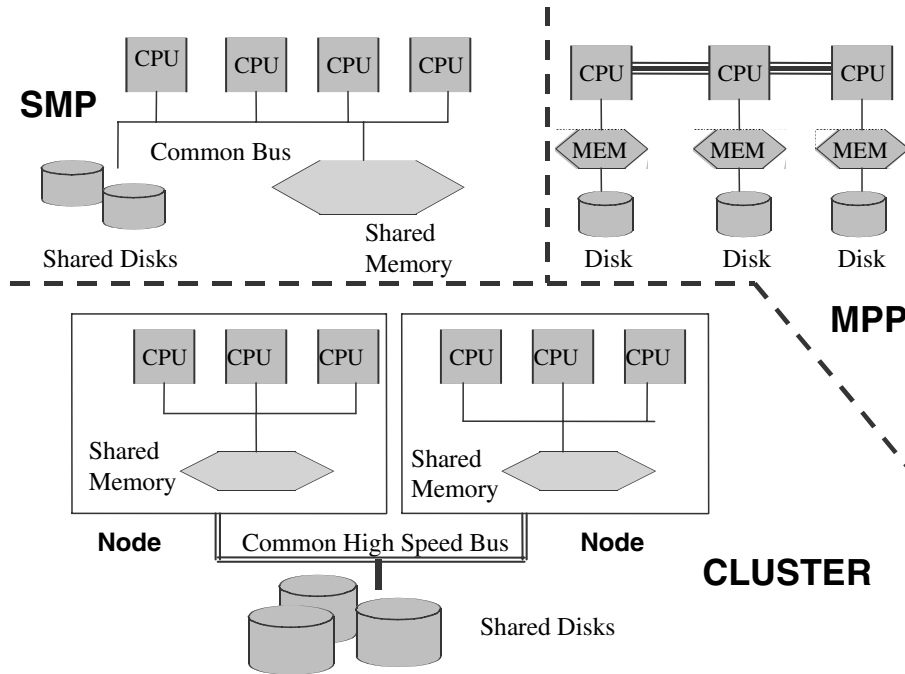 SMP
CPU
CPU
CPU
CPU
Common Bus
Shared Disks
Shared
Memory
CPU
CPU
CPU
MEM
MEM
MEM
Disk
Disk
Disk
MPP
CPU
CPU
CPU
Shared
Memory
Node
CPU
CPU
CPU
Shared
Memory
Node
Common High Speed Bus
Shared Disks
CLUSTER